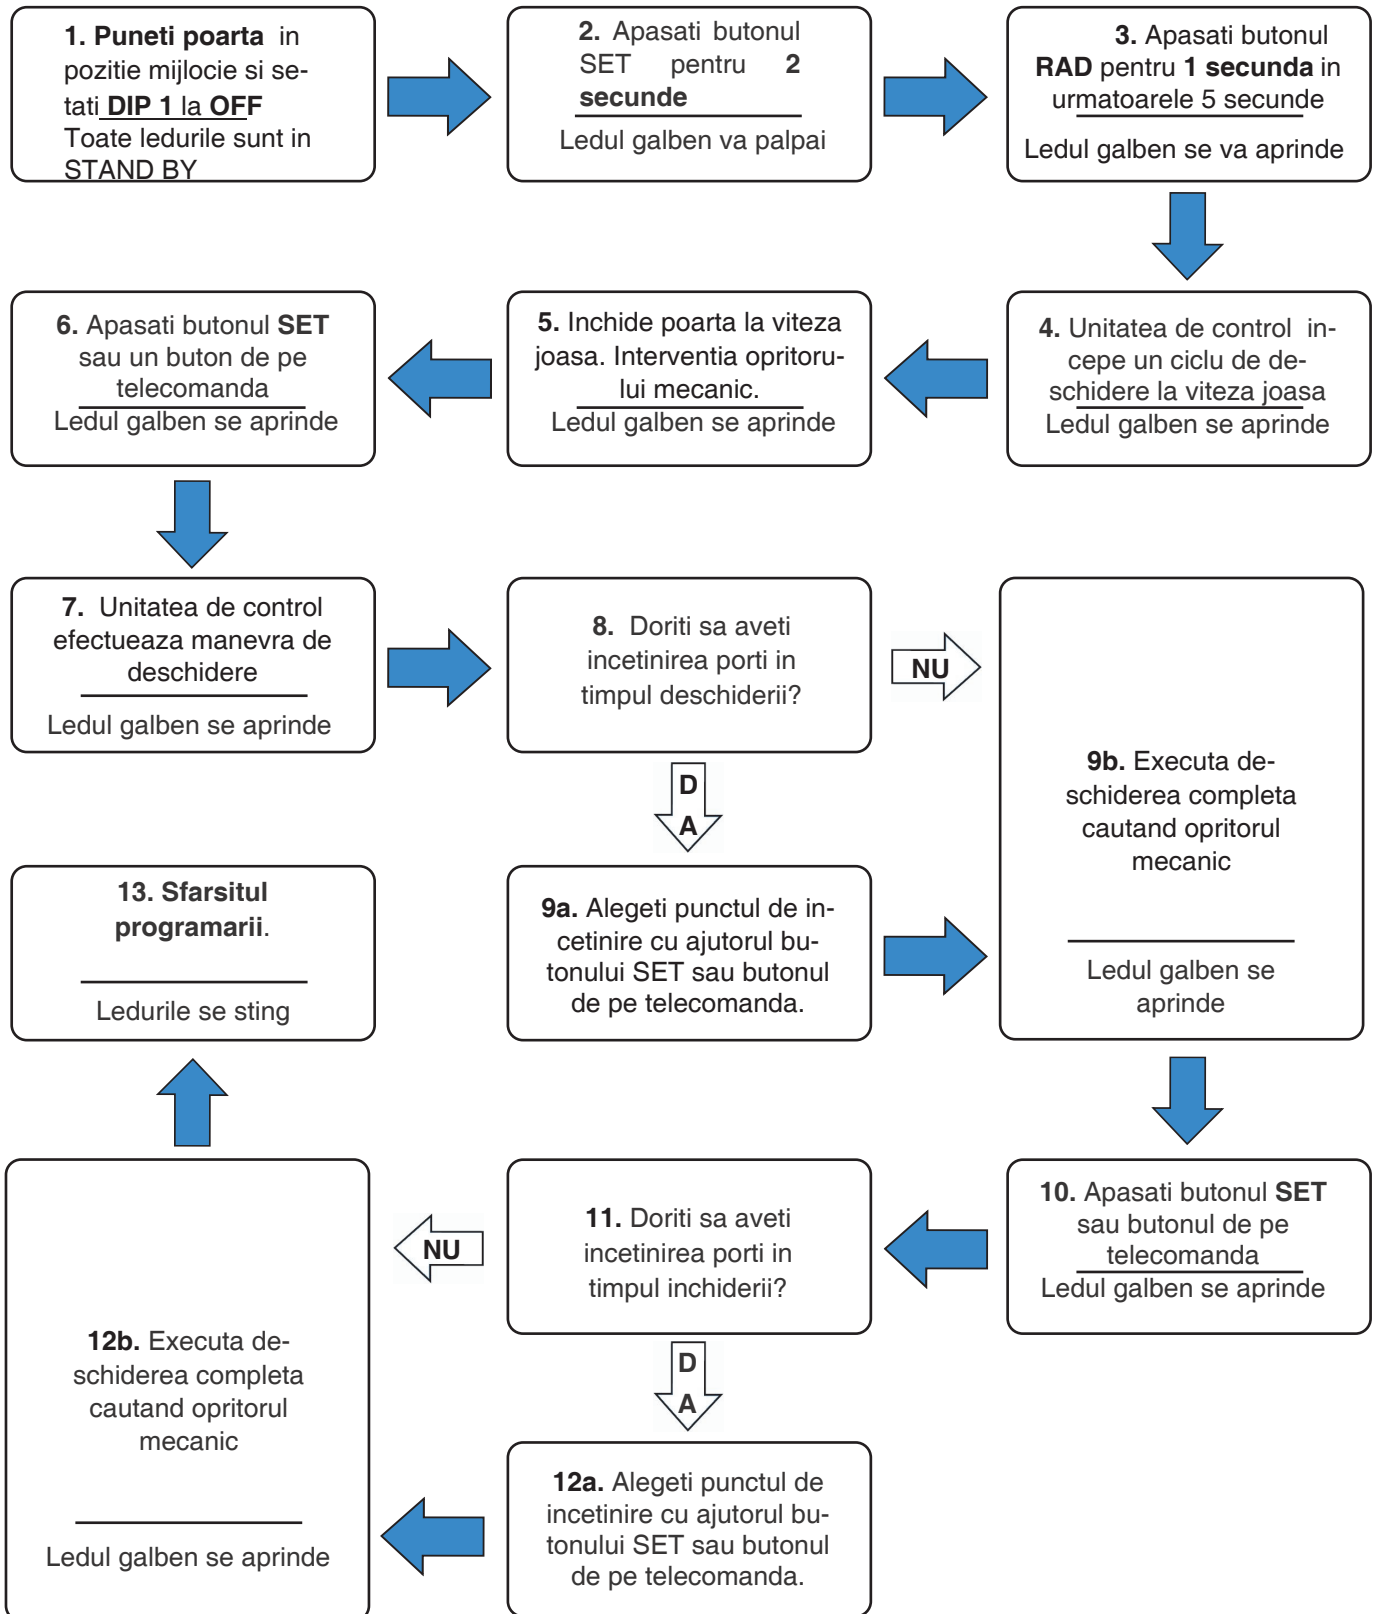 1. Puneti poarta in
pozitie mijlocie si se-
tati DIP 1 la OFF
Toate ledurile sunt in
STAND BY
2. Apasati butonul
SET pentru 2
secunde
Ledul galben va palpai
3. Apasati butonul
RAD pentru 1 secunda in
urmatoarele 5 secunde
Ledul galben se va aprinde
4. Unitatea de control in-
cepe un ciclu de de-
schidere la viteza joasa
Ledul galben se aprinde
5. Inchide poarta la viteza
joasa. Interventia opritoru-
lui mecanic.
Ledul galben se aprinde
6. Apasati butonul SET
sau un buton de pe
telecomanda
Ledul galben se aprinde
7. Unitatea de control
efectueaza manevra de
deschidere
Ledul galben se aprinde
8. Doriti sa aveti
incetinirea porti in
timpul deschiderii?
NU
D
A
9a. Alegeti punctul de in-
cetinire cu ajutorul bu-
tonului SET sau butonul
de pe telecomanda.
9b. Executa de-
schiderea completa
cautand opritorul
mecanic
Ledul galben se
aprinde
10. Apasati butonul SET
sau butonul de pe
telecomanda
Ledul galben se aprinde
11. Doriti sa aveti
incetinirea porti in
timpul inchiderii?
NU
D
A
12a. Alegeti punctul de
incetinire cu ajutorul bu-
tonului SET sau butonul
de pe telecomanda.
12b. Executa de-
schiderea completa
cautand opritorul
mecanic
Ledul galben se aprinde
13. Sfarsitul
programarii.
Ledurile se sting